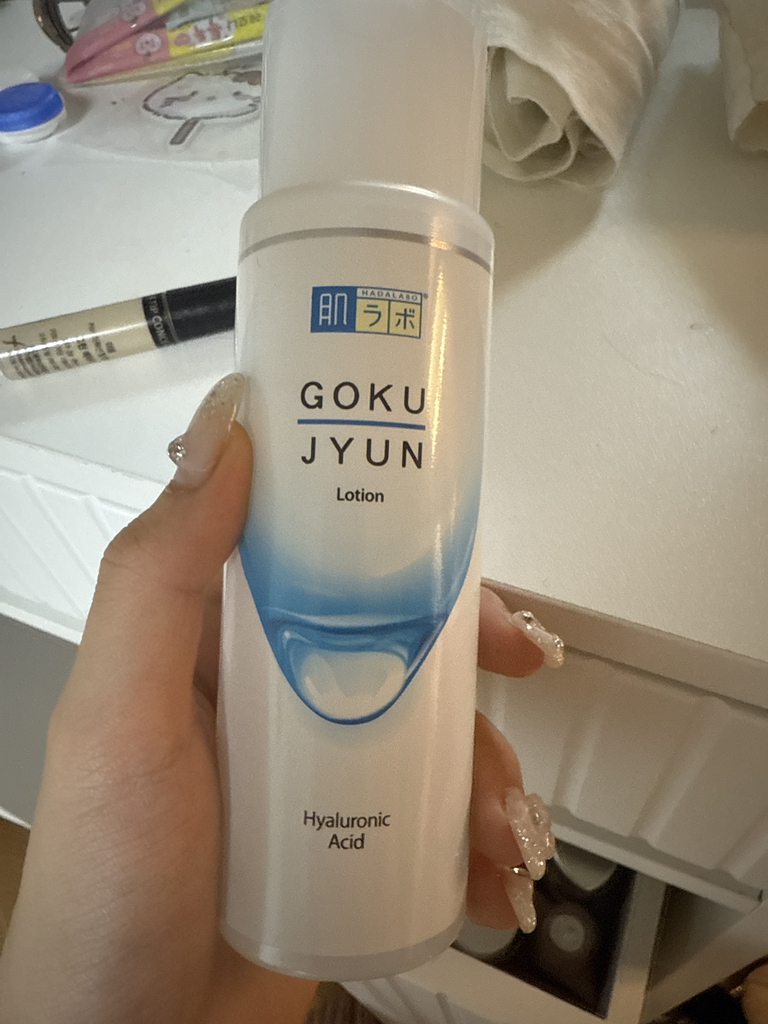 HADALABO
肌ラボ
GOKU
JYUN
Lotion
Hyaluronic
Acid